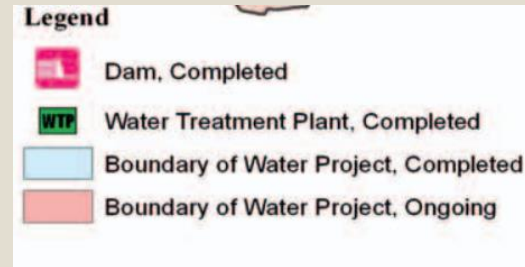 Legend
Dam, Completed
WTP Water Treatment Plant, Completed
Boundary of Water Project, Completed
Boundary of Water Project, Ongoing